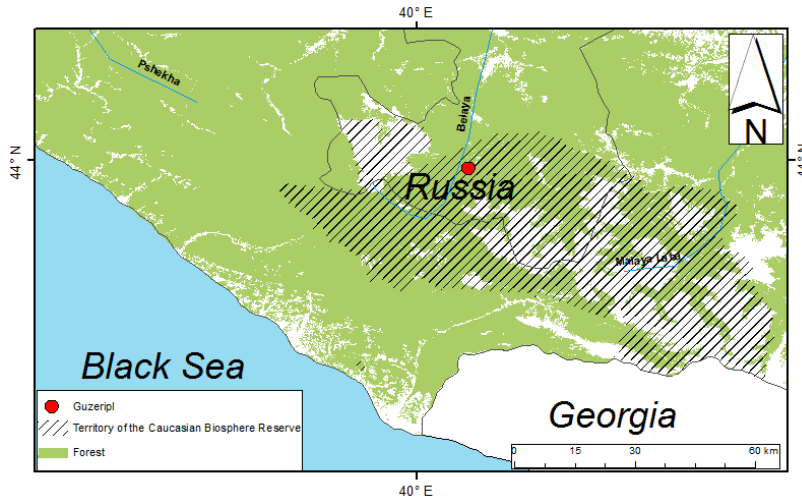 40° E
Pshekha
Belaya
N
44° N
44° N
Russia
Malaya Laba
Black Sea
Georgia
Guzeripl
Territory of the Caucasian Biosphere Reserve
Forest
0 15 30 60 km
40° E